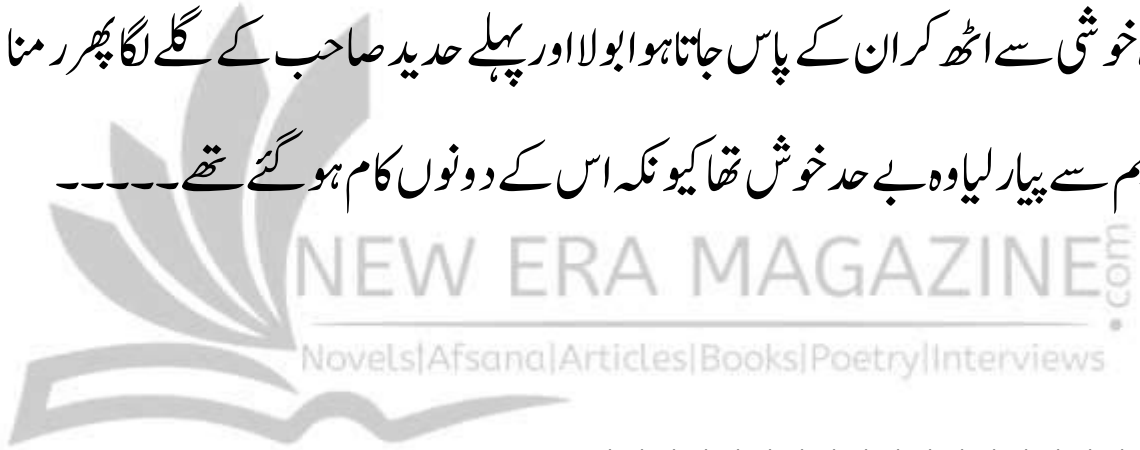 خوشی سے اٹھ کر ان کے پاس جاتا ہوا بولا اور پہلے حدید صاحب کے گلے لگا پھر رمنا
سے پیار لیا وہ بے حد خوش تھا کیونکہ اس کے دونوں کام ہو گئے تھے۔۔۔۔۔
NEW ERA MAGAZINE.com
Novels|Afsana|Articles|Books|Poetry|Interviews